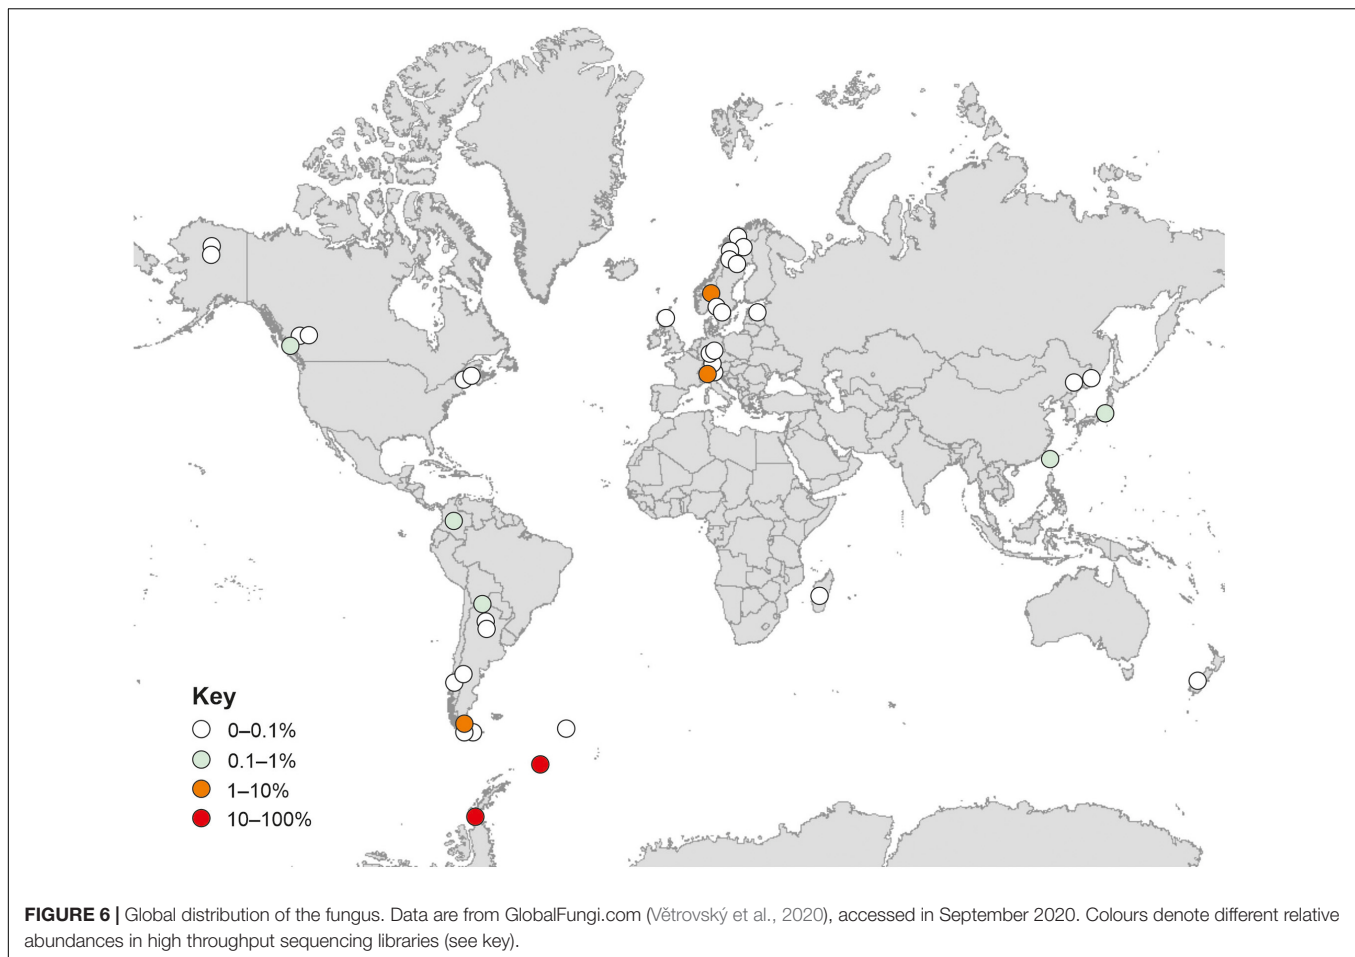 Key
0–0.1%
0.1–1%
1–10%
10–100%
FIGURE 6 | Global distribution of the fungus. Data are from GlobalFungi.com (Větrovský et al., 2020), accessed in September 2020. Colours denote different relative
abundances in high throughput sequencing libraries (see key).